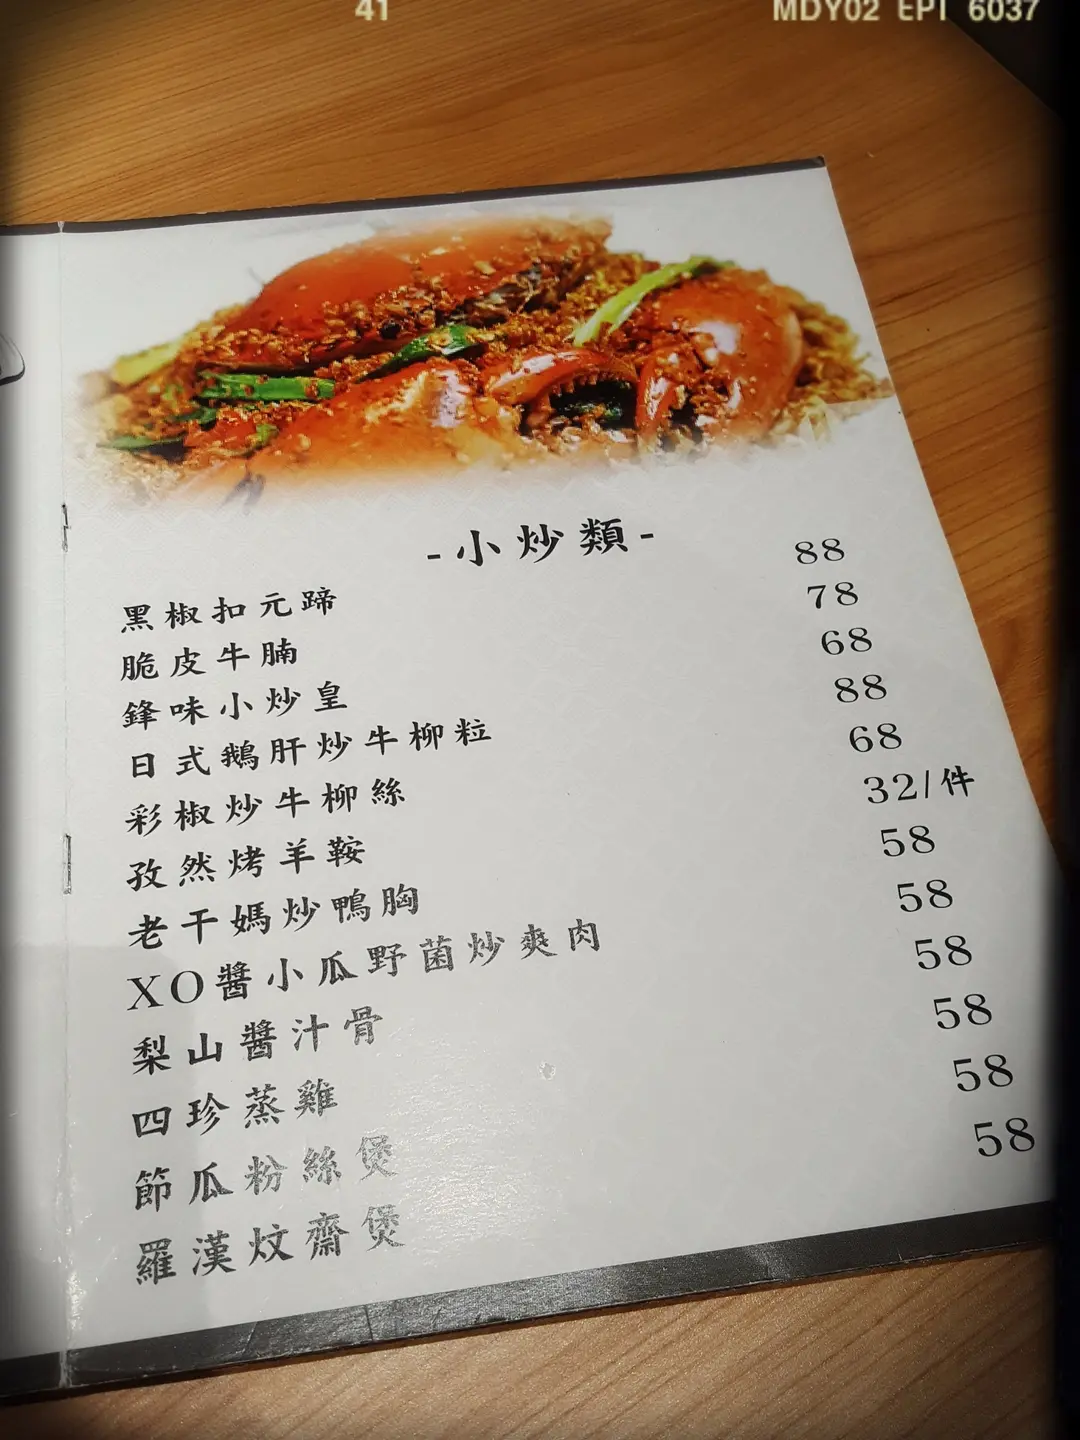 41 MDY02 EPI 6037
-小炒類-
黑椒扣元蹄 88
脆皮牛腩 78
鋒味小炒皇 68
日式鵝肝炒牛柳粒 88
彩椒炒牛柳絲 68
孜然烤羊鞍 32/件
老干媽炒鴨胸 58
XO醬小瓜野菌炒爽肉 58
梨山醬汁骨 58
四珍蒸雞 58
節瓜粉絲煲 58
羅漢炆齋煲 58